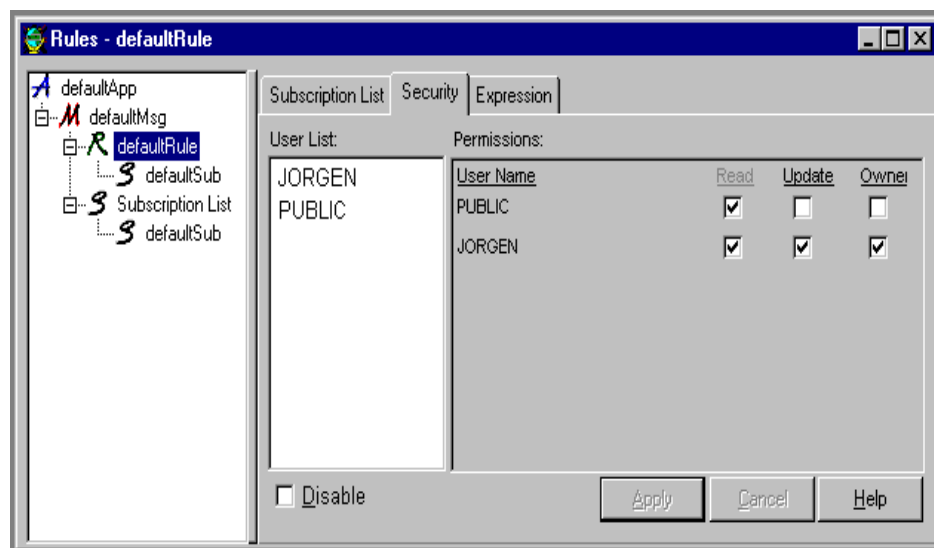 Rules - defaultRule
A defaultApp
M defaultMsg
R defaultRule
S defaultSub
S Subscription List
S defaultSub
Subscription List Security Expression
User List:
JORGEN
PUBLIC
Permissions:
User Name Read Update Owner
PUBLIC
JORGEN
Disable
Apply Cancel Help